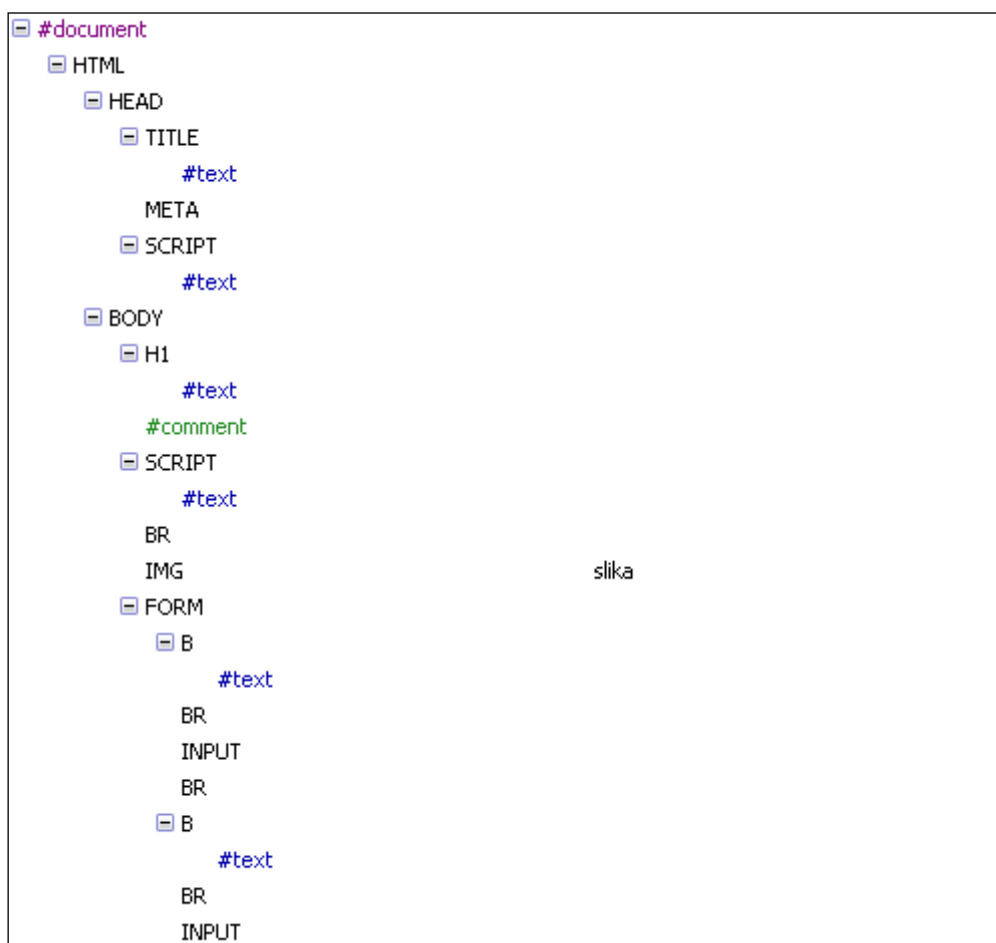 #document
HTML
HEAD
TITLE
#text
META
SCRIPT
#text
BODY
H1
#text
#comment
SCRIPT
#text
BR
IMG slika
FORM
B
#text
BR
INPUT
BR
B
#text
BR
INPUT